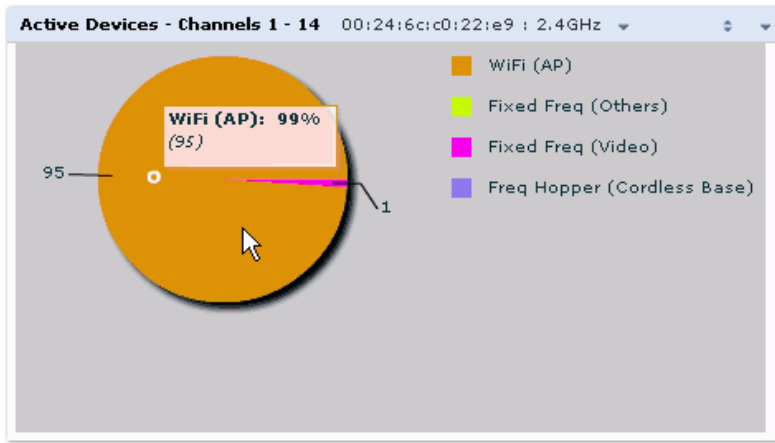 Active Devices - Channels 1 - 14 00:24:6c:c0:22:e9 : 2.4GHz
WiFi (AP)
Fixed Freq (Others)
Fixed Freq (Video)
Freq Hopper (Cordless Base)
WiFi (AP): 99%
(95)
95
1